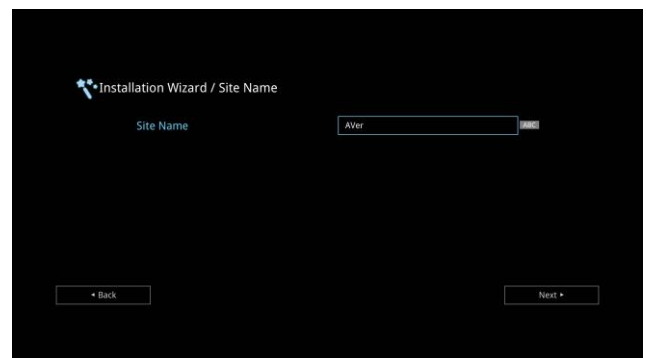 Installation Wizard / Site Name
Site Name
AVer
ABC
Back
Next